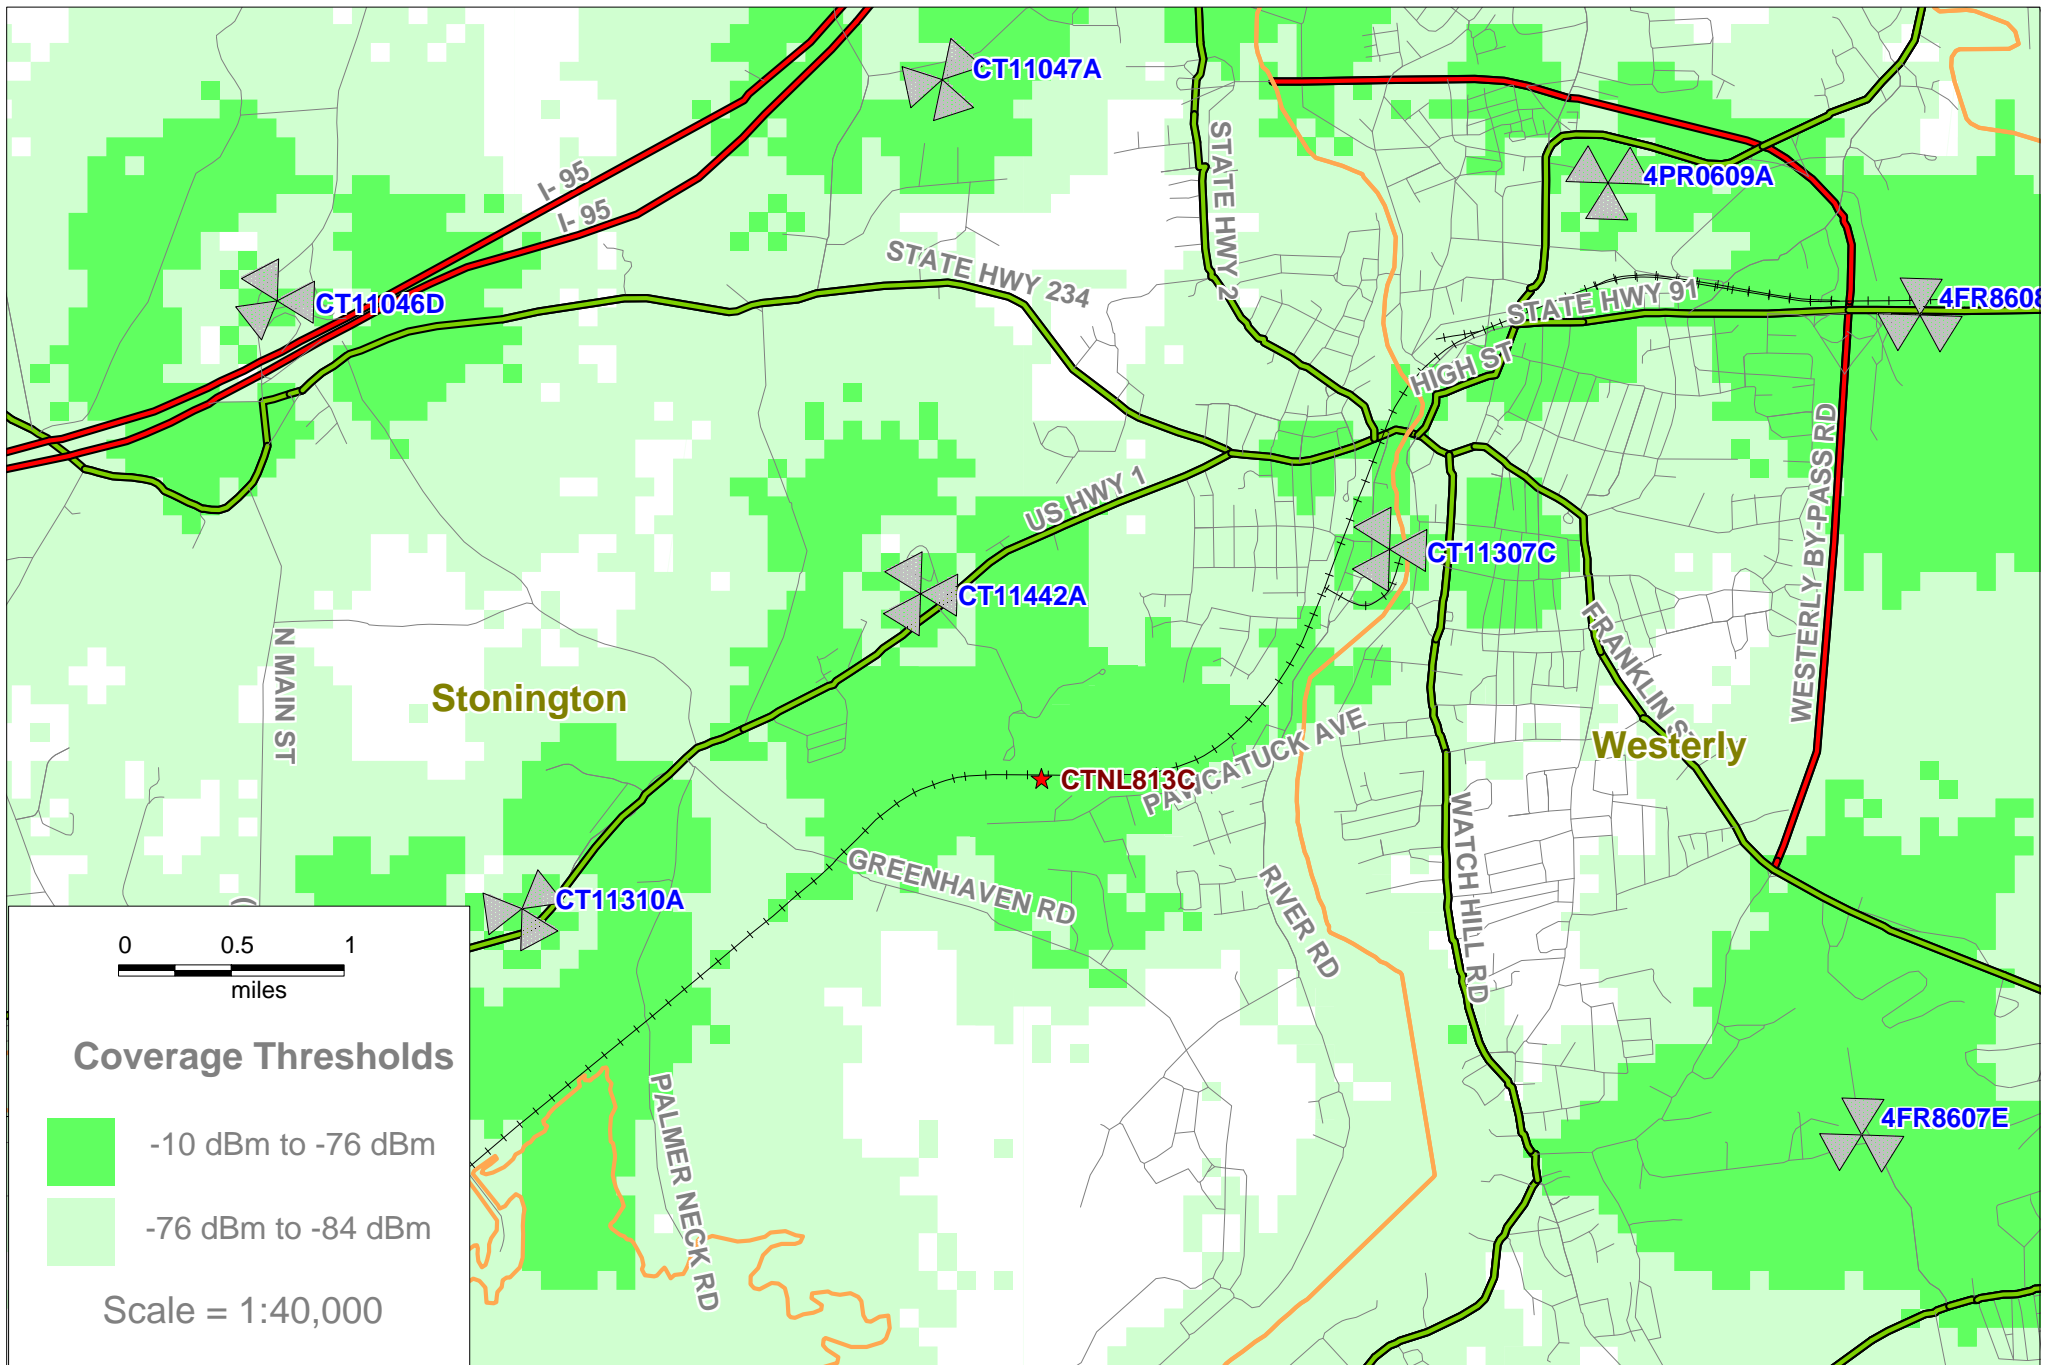 CT11047A
I- 95
I- 95
STATE HWY 2
4PR0609A
STATE HWY 234
CT11046D
STATE HWY 91
4FR8608
HIGH ST
US HWY 1
WESTERLY BY-PASS RD
CT11307C
CT11442A
FRANKLIN S
N MAIN ST
Stonington
Westerly
PAWCATUCK AVE
CTNL813C
WATCH HILL RD
GREENHAVEN RD
RIVER RD
CT11310A
0 0.5 1
miles
Coverage Thresholds
-10 dBm to -76 dBm
-76 dBm to -84 dBm
Scale = 1:40,000
PALMER NECK RD
4FR8607E